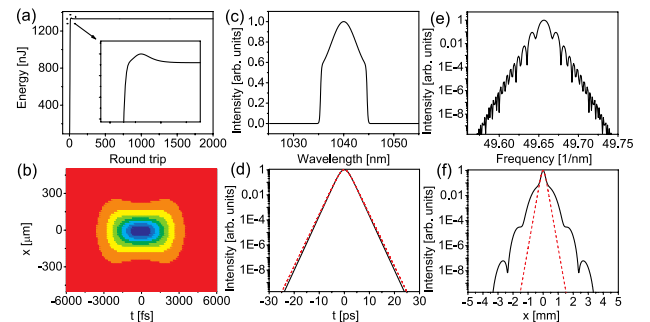 (a)
Energy [nJ]
1200
800
400
0
500
1000
1500
2000
Round trip
(b)
x [µm]
300
0
-300
-6000
-3000
0
3000
6000
t [fs]
(c)
Intensity [arb. units]
1.0
0.8
0.6
0.4
0.2
0.0
1030
1040
1050
Wavelength [nm]
(d)
Intensity [arb. units]
1
0.01
1E-4
1E-6
1E-8
-30
-20
-10
0
10
20
30
t [ps]
(e)
Intensity [arb. units]
1
0.01
1E-4
1E-6
1E-8
49.60
49.65
49.70
49.75
Frequency [1/nm]
(f)
Intensity [arb. units]
1
0.01
1E-4
1E-6
1E-8
-5
-4
-3
-2
-1
0
1
2
3
4
5
x [mm]